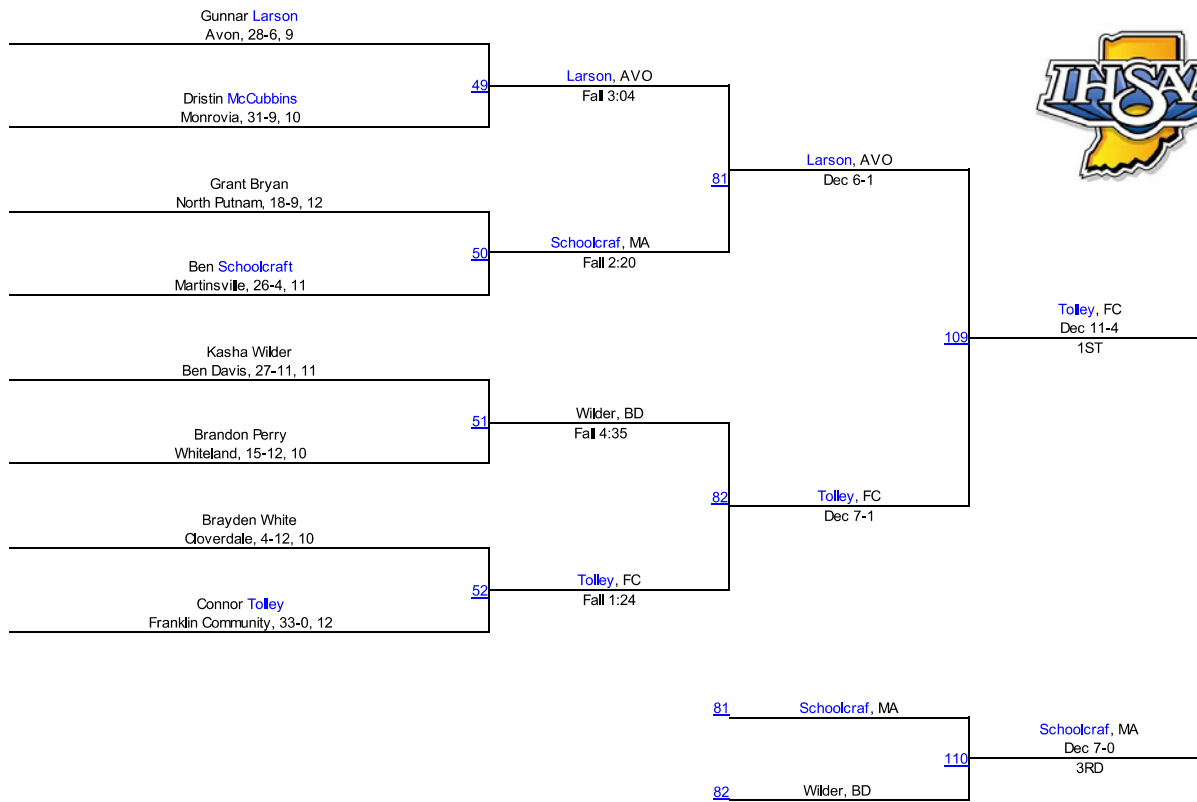 Gunnar Larson
Avon, 28-6, 9
49
Dristin McCubbins
Monrovia, 31-9, 10
Larson, AVO
Fall 3:04
81
Grant Bryan
North Putnam, 18-9, 12
50
Ben Schoolcraft
Martinsville, 26-4, 11
Schoolcraf, MA
Fall 2:20
Larson, AVO
Dec 6-1
109
Kasha Wilder
Ben Davis, 27-11, 11
51
Brandon Perry
Whiteland, 15-12, 10
Wilder, BD
Fall 4:35
82
Brayden White
Cloverdale, 4-12, 10
52
Connor Tolley
Franklin Community, 33-0, 12
Tolley, FC
Fall 1:24
Tolley, FC
Dec 7-1
Tolley, FC
Dec 11-4
1ST
81
Schoolcraf, MA
110
82
Wilder, BD
Schoolcraf, MA
Dec 7-0
3RD
IHSAA